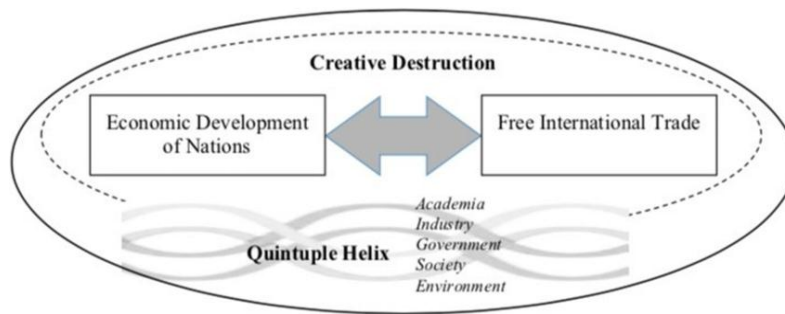 Creative Destruction
Economic Development
of Nations
Free International Trade
Academia
Industry
Government
Quintuple Helix
Society
Environment